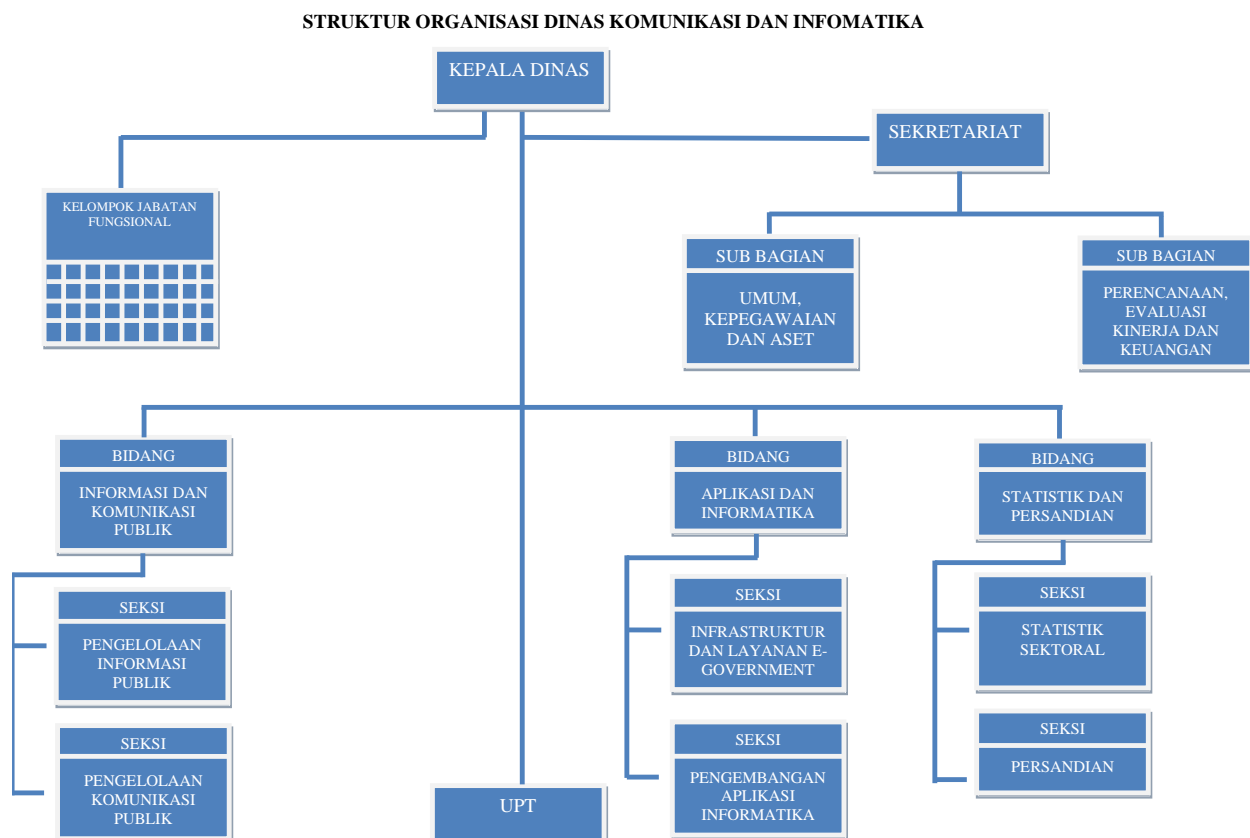 STRUKTUR ORGANISASI DINAS KOMUNIKASI DAN INFOMATIKA
KEPALA DINAS
SEKRETARIAT
KELOMPOK JABATAN
FUNGSIONAL
SUB BAGIAN
UMUM,
KEPEGAWAIAN
DAN ASET
SUB BAGIAN
PERENCANAAN,
EVALUASI
KINERJA DAN
KEUANGAN
BIDANG
INFORMASI DAN
KOMUNIKASI
PUBLIK
BIDANG
APLIKASI DAN
INFORMATIKA
BIDANG
STATISTIK DAN
PERSANDIAN
SEKSI
PENGELOLAAN
INFORMASI
PUBLIK
SEKSI
INFRASTRUKTUR
DAN LAYANAN E-
GOVERNMENT
SEKSI
STATISTIK
SEKTORAL
SEKSI
PENGELOLAAN
KOMUNIKASI
PUBLIK
UPT
SEKSI
PENGEMBANGAN
APLIKASI
INFORMATIKA
SEKSI
PERSANDIAN